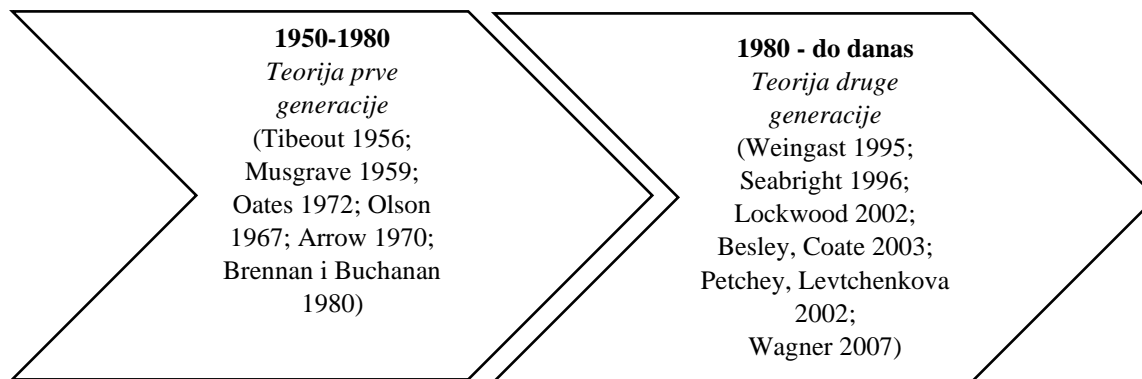 1950-1980
Teorija prve
generacije
(Tibeout 1956;
Musgrave 1959;
Oates 1972; Olson
1967; Arrow 1970;
Brennan i Buchanan
1980)
1980 - do danas
Teorija druge
generacije
(Weingast 1995;
Seabright 1996;
Lockwood 2002;
Besley, Coate 2003;
Petchey, Levtchenkova
2002;
Wagner 2007)